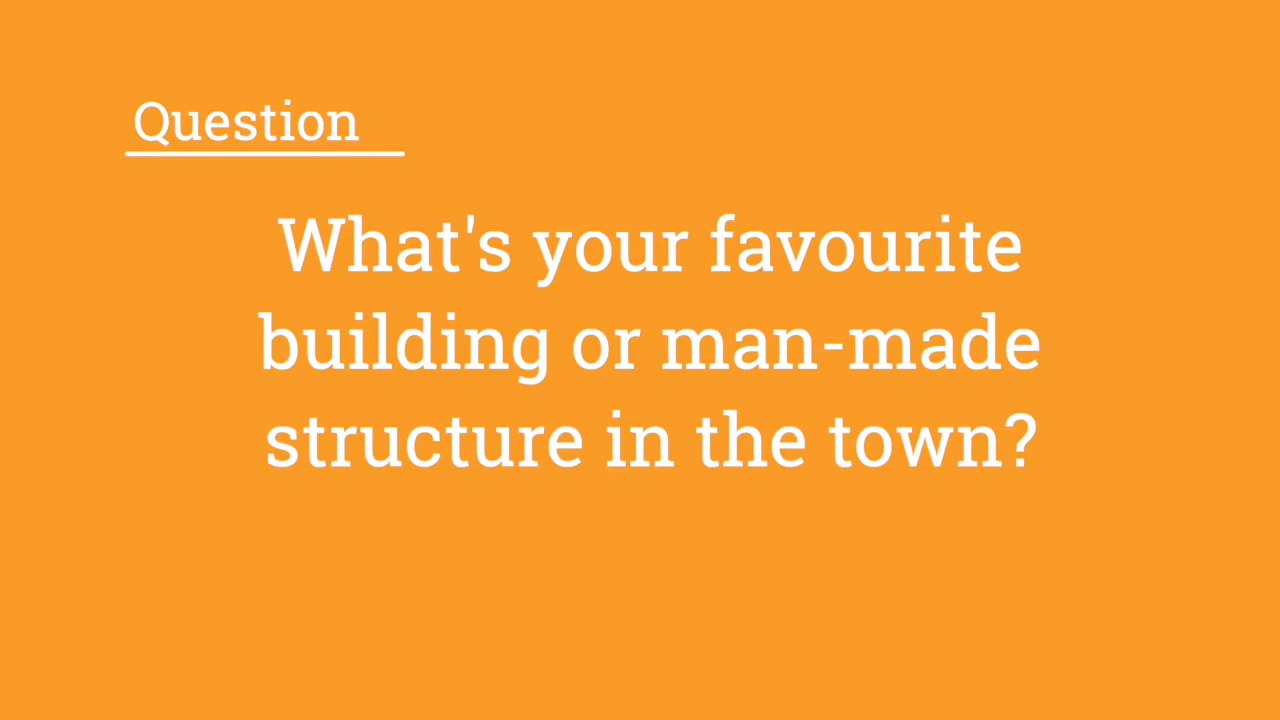 Question
What's your favourite
building or man-made
structure in the town?